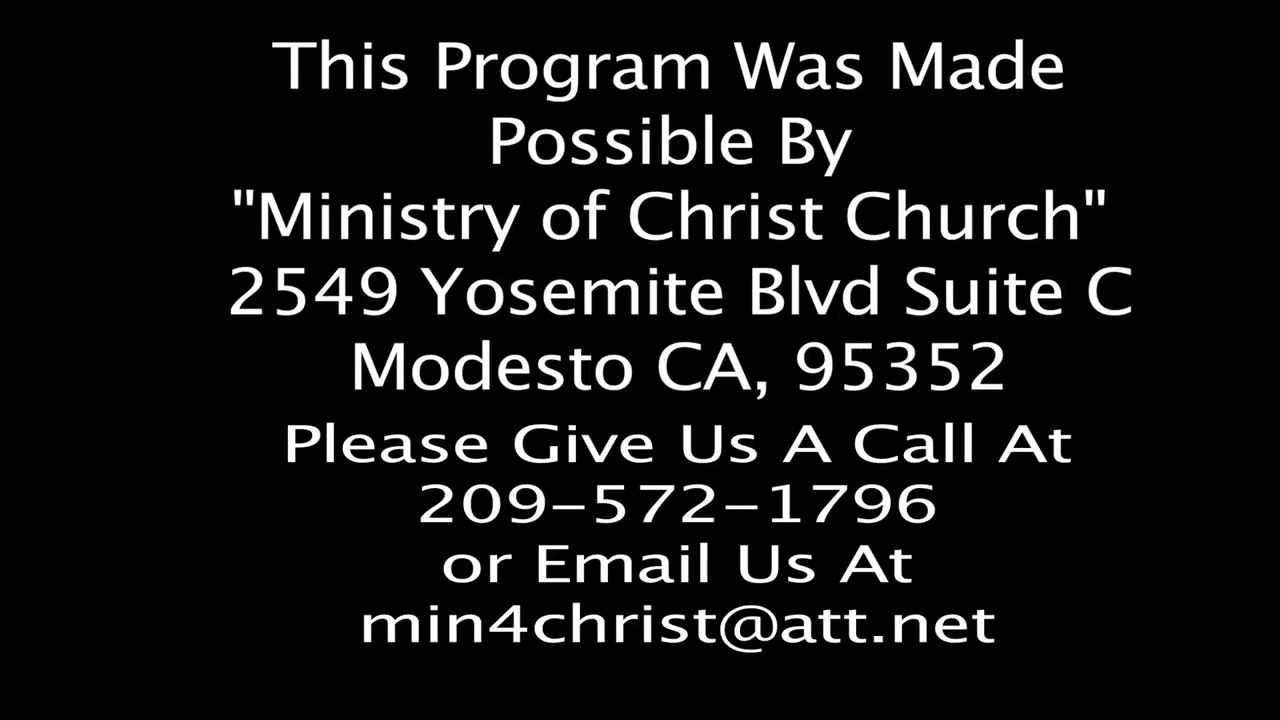 This Program Was Made
Possible By
"Ministry of Christ Church"
2549 Yosemite Blvd Suite C
Modesto CA, 95352
Please Give Us A Call At
209-572-1796
or Email Us At
min4christ@att.net